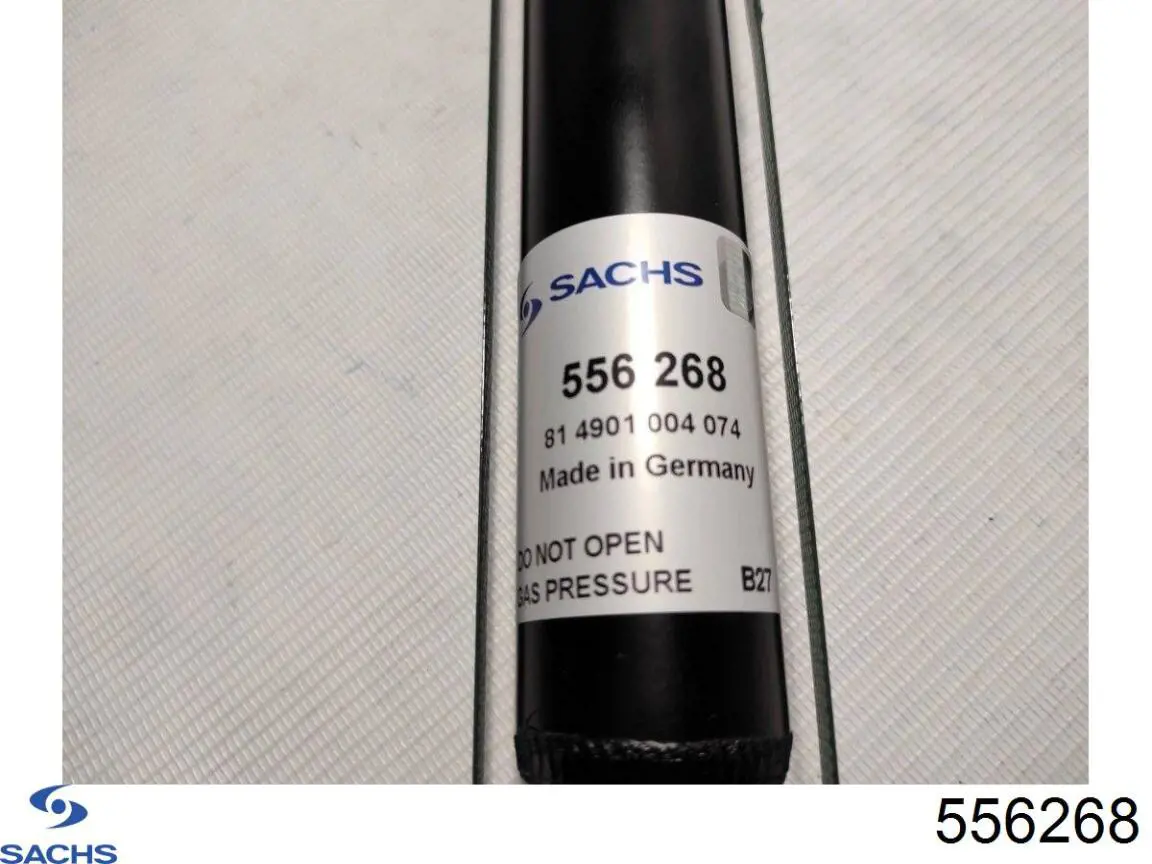 SACHS
556 268
81 4901 004 074
Made in Germany
DO NOT OPEN
GAS PRESSURE B27
SACHS
556268